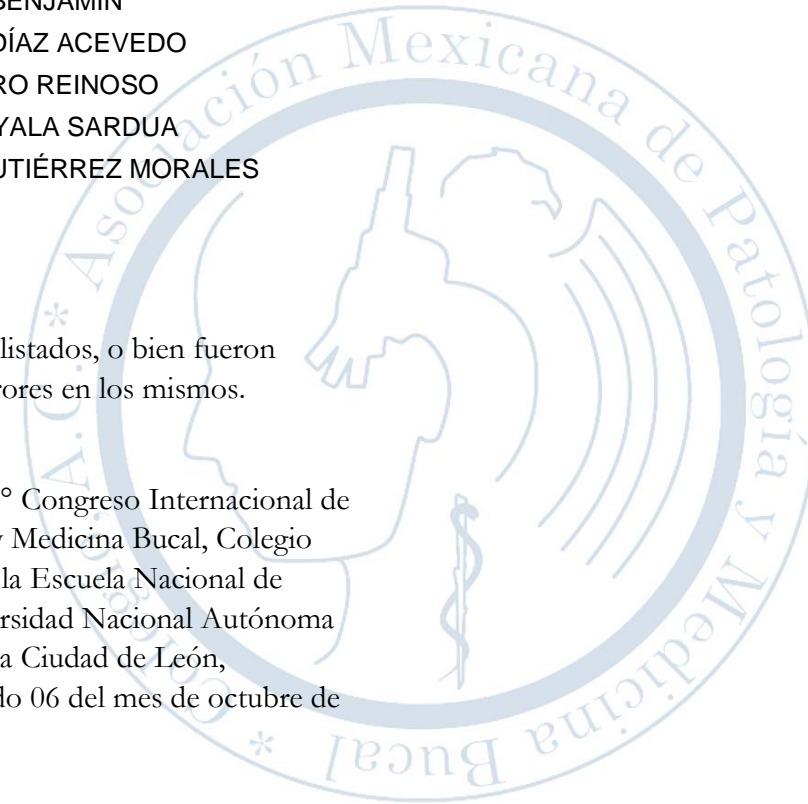 BENJAMIN
DÍAZ ACEVEDO
RO REINOSO
YALA SARDUA
UTIÉRREZ MORALES
listados, o bien fueron
rores en los mismos.
° Congreso Internacional de
y Medicina Bucal, Colegio
la Escuela Nacional de
ersidad Nacional Autónoma
a Ciudad de León,
do 06 del mes de octubre de
Asociación Mexicana de Patología y Medicina Bucal * Colegio A.C. *